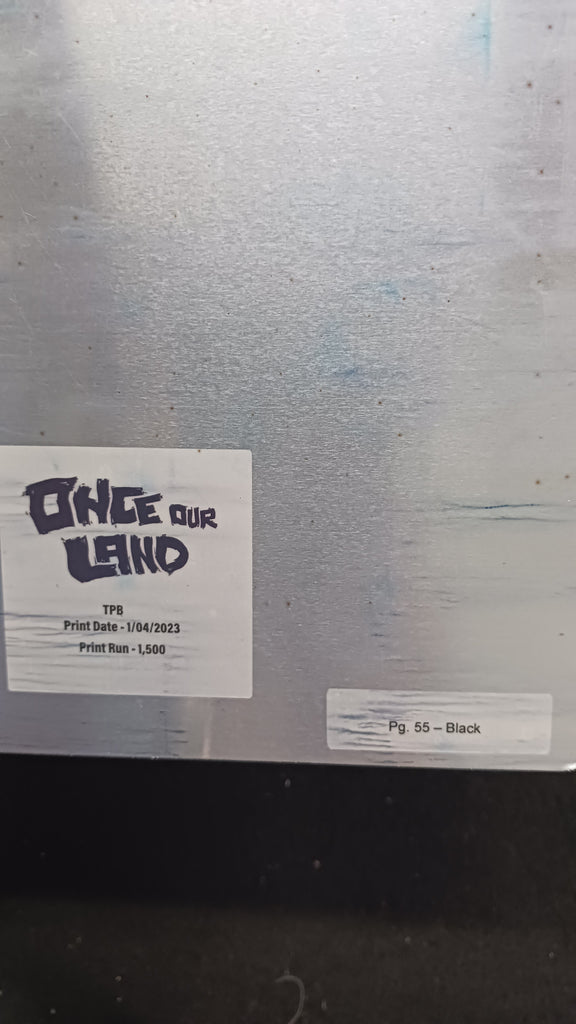 ONCE OUR
LAND
TPB
Print Date - 1/04/2023
Print Run - 1,500
Pg. 55 – Black